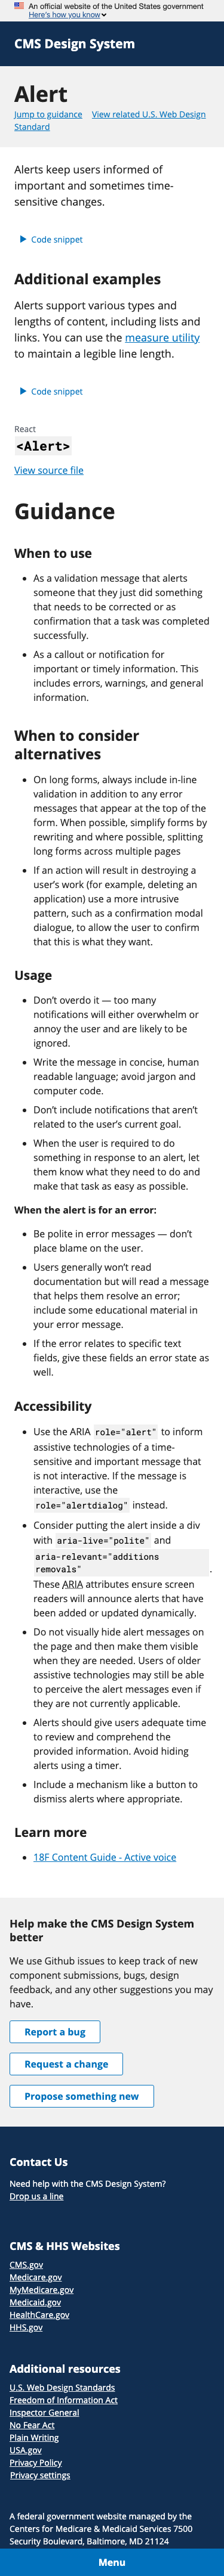 An official website of the United States government
Here's how you know
CMS Design System
Alert
Jump to guidance View related U.S. Web Design
Standard
Alerts keep users informed of
important and sometimes time-
sensitive changes.
Code snippet
Additional examples
Alerts support various types and
lengths of content, including lists and
links. You can use the measure utility
to maintain a legible line length.
Code snippet
React
<Alert>
View source file
Guidance
When to use
As a validation message that alerts
someone that they just did something
that needs to be corrected or as
confirmation that a task was completed
successfully.
As a callout or notification for
important or timely information. This
includes errors, warnings, and general
information.
When to consider
alternatives
On long forms, always include in-line
validation in addition to any error
messages that appear at the top of the
form. When possible, simplify forms by
rewriting and where possible, splitting
long forms across multiple pages
If an action will result in destroying a
user's work (for example, deleting an
application) use a more intrusive
pattern, such as a confirmation modal
dialogue, to allow the user to confirm
that this is what they want.
Usage
Don't overdo it — too many
notifications will either overwhelm or
annoy the user and are likely to be
ignored.
Write the message in concise, human
readable language; avoid jargon and
computer code.
Don't include notifications that aren't
related to the user's current goal.
When the user is required to do
something in response to an alert, let
them know what they need to do and
make that task as easy as possible.
When the alert is for an error:
Be polite in error messages — don't
place blame on the user.
Users generally won't read
documentation but will read a message
that helps them resolve an error;
include some educational material in
your error message.
If the error relates to specific text
fields, give these fields an error state as
well.
Accessibility
Use the ARIA role="alert" to inform
assistive technologies of a time-
sensitive and important message that
is not interactive. If the message is
interactive, use the
role="alertdialog" instead.
Consider putting the alert inside a div
with aria-live="polite" and
aria-relevant="additions
removals" .
These ARIA attributes ensure screen
readers will announce alerts that have
been added or updated dynamically.
Do not visually hide alert messages on
the page and then make them visible
when they are needed. Users of older
assistive technologies may still be able
to perceive the alert messages even if
they are not currently applicable.
Alerts should give users adequate time
to review and comprehend the
provided information. Avoid hiding
alerts using a timer.
Include a mechanism like a button to
dismiss alerts where appropriate.
Learn more
18F Content Guide - Active voice
Help make the CMS Design System
better
We use Github issues to keep track of new
component submissions, bugs, design
feedback, and any other suggestions you may
have.
Report a bug
Request a change
Propose something new
Contact Us
Need help with the CMS Design System?
Drop us a line
CMS & HHS Websites
CMS.gov
Medicare.gov
MyMedicare.gov
Medicaid.gov
HealthCare.gov
HHS.gov
Additional resources
U.S. Web Design Standards
Freedom of Information Act
Inspector General
No Fear Act
Plain Writing
USA.gov
Privacy Policy
Privacy settings
A federal government website managed by the
Centers for Medicare & Medicaid Services 7500
Security Boulevard, Baltimore, MD 21124
Menu